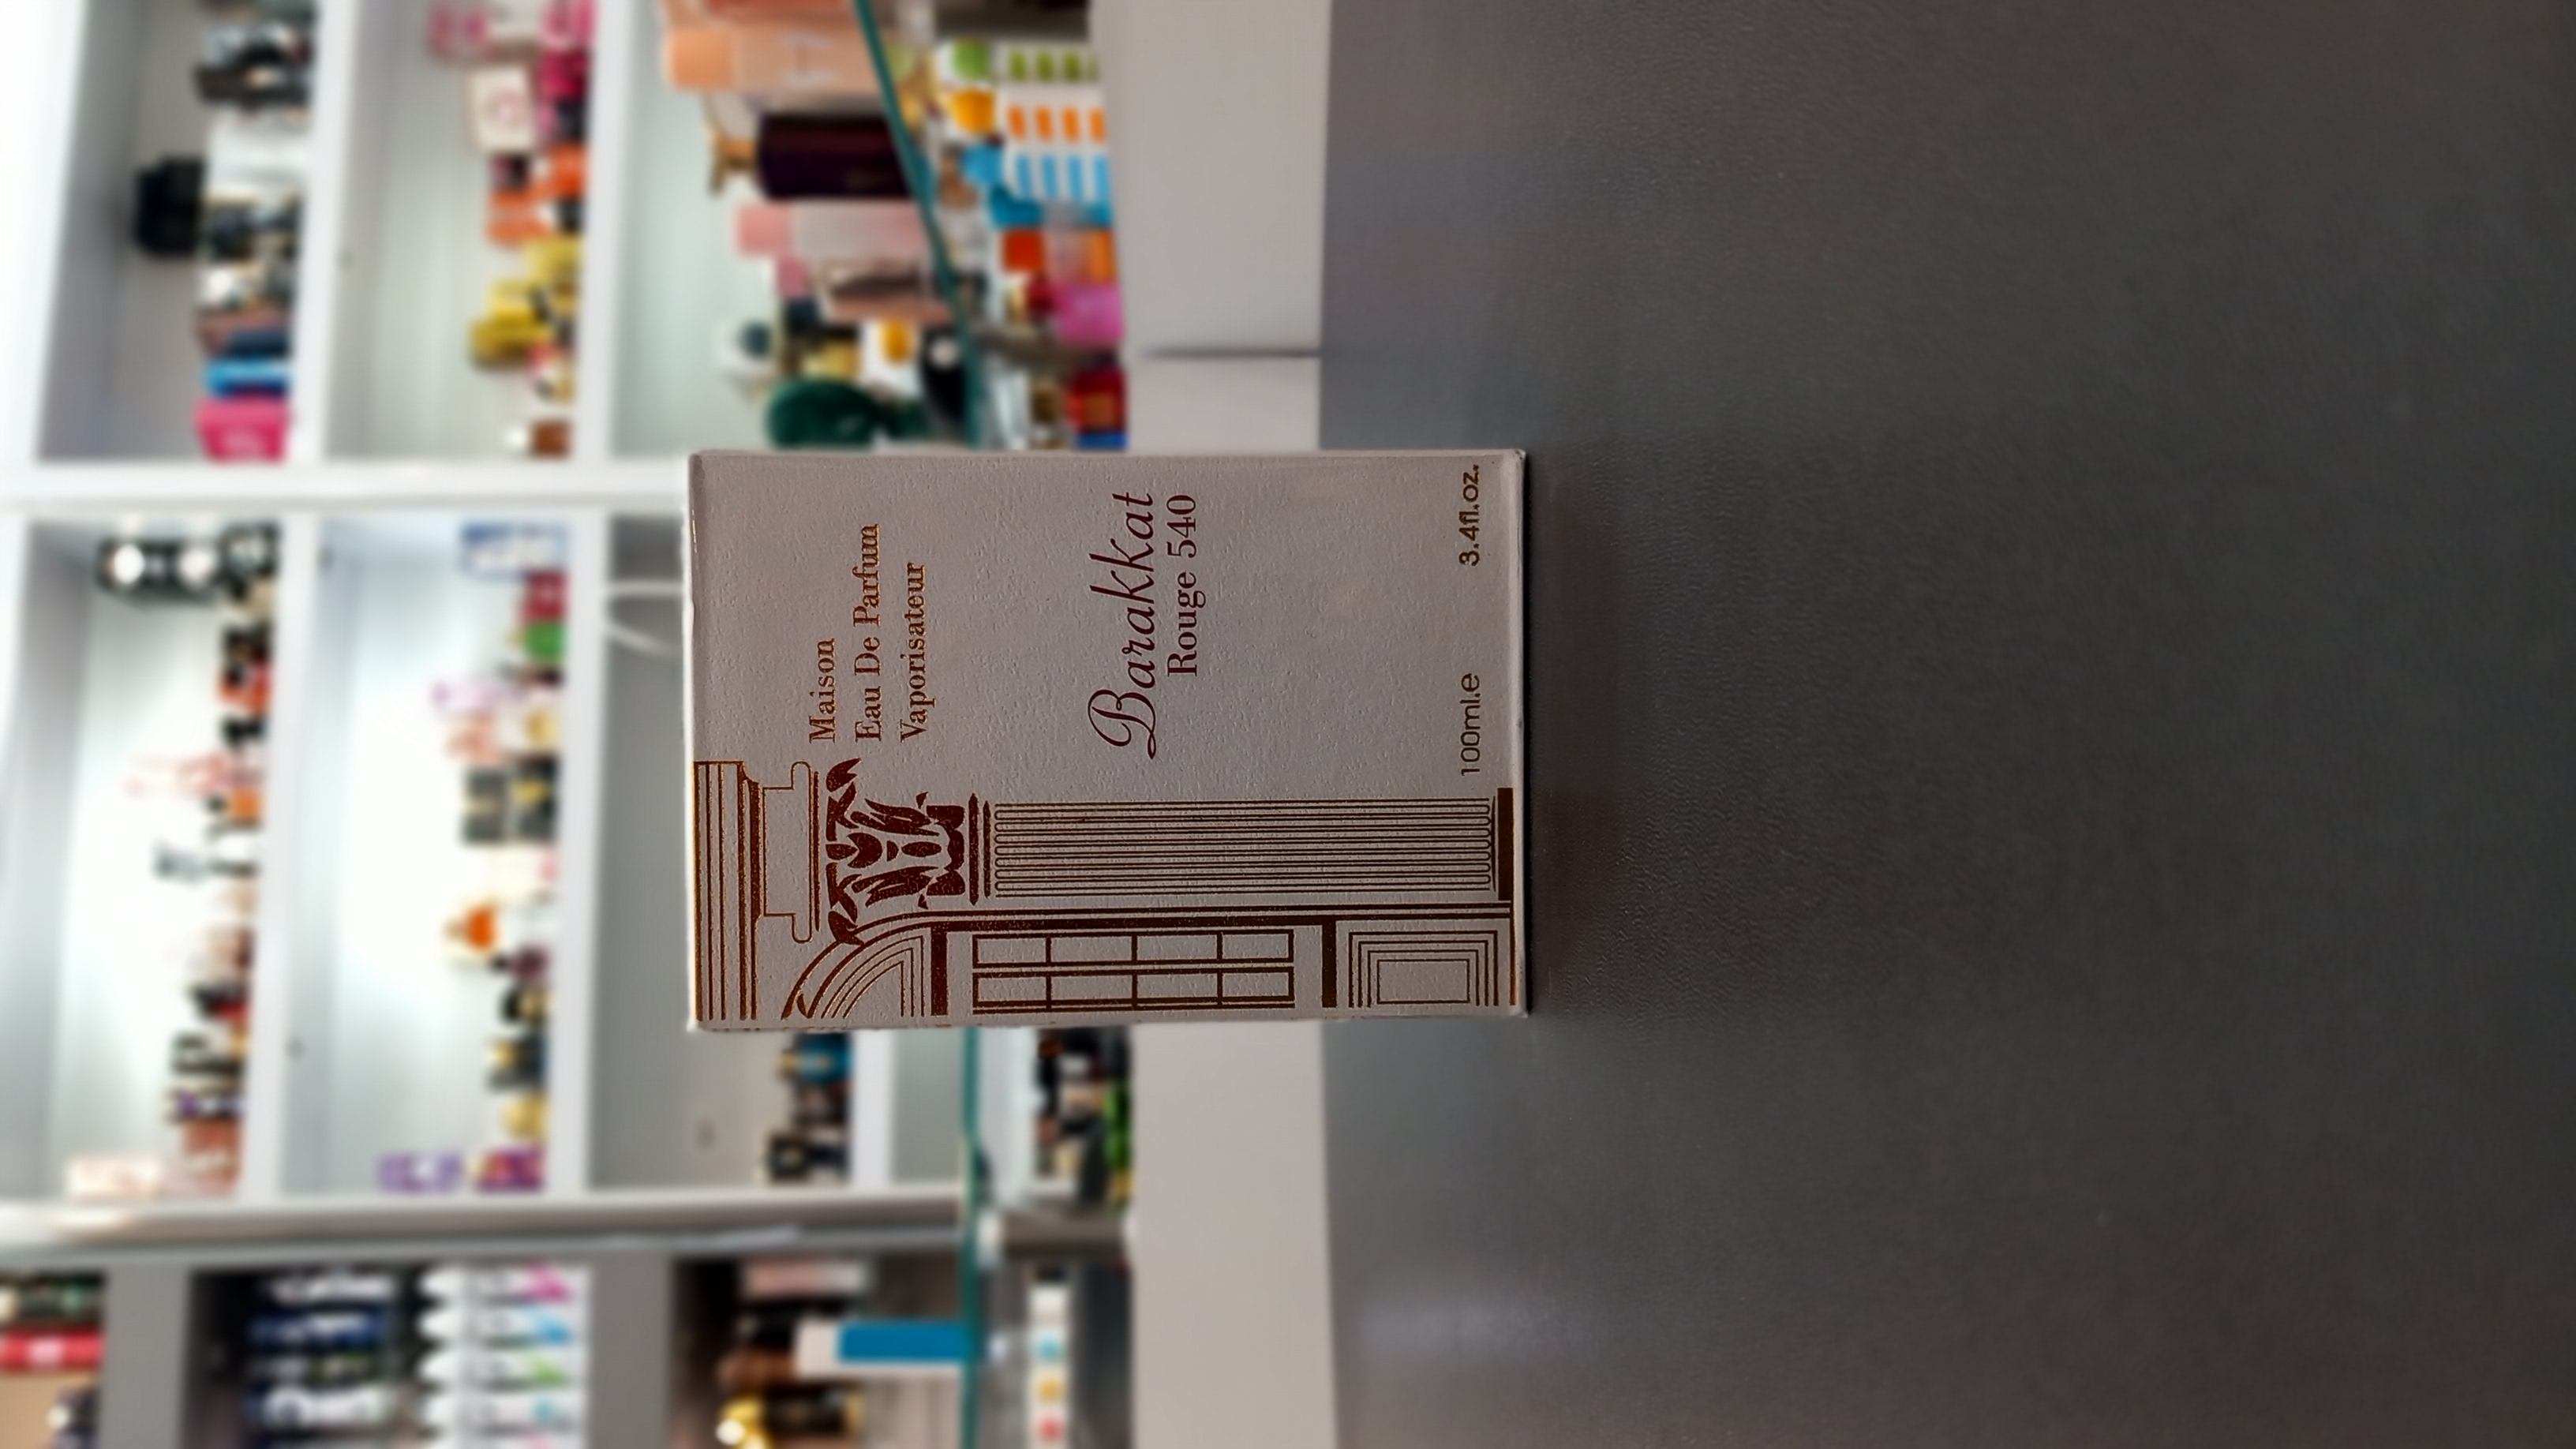 Maison
Eau De Parfum
Vaporisateur
Barakkat
Rouge 540
100ml.e 3.4fl.oz.